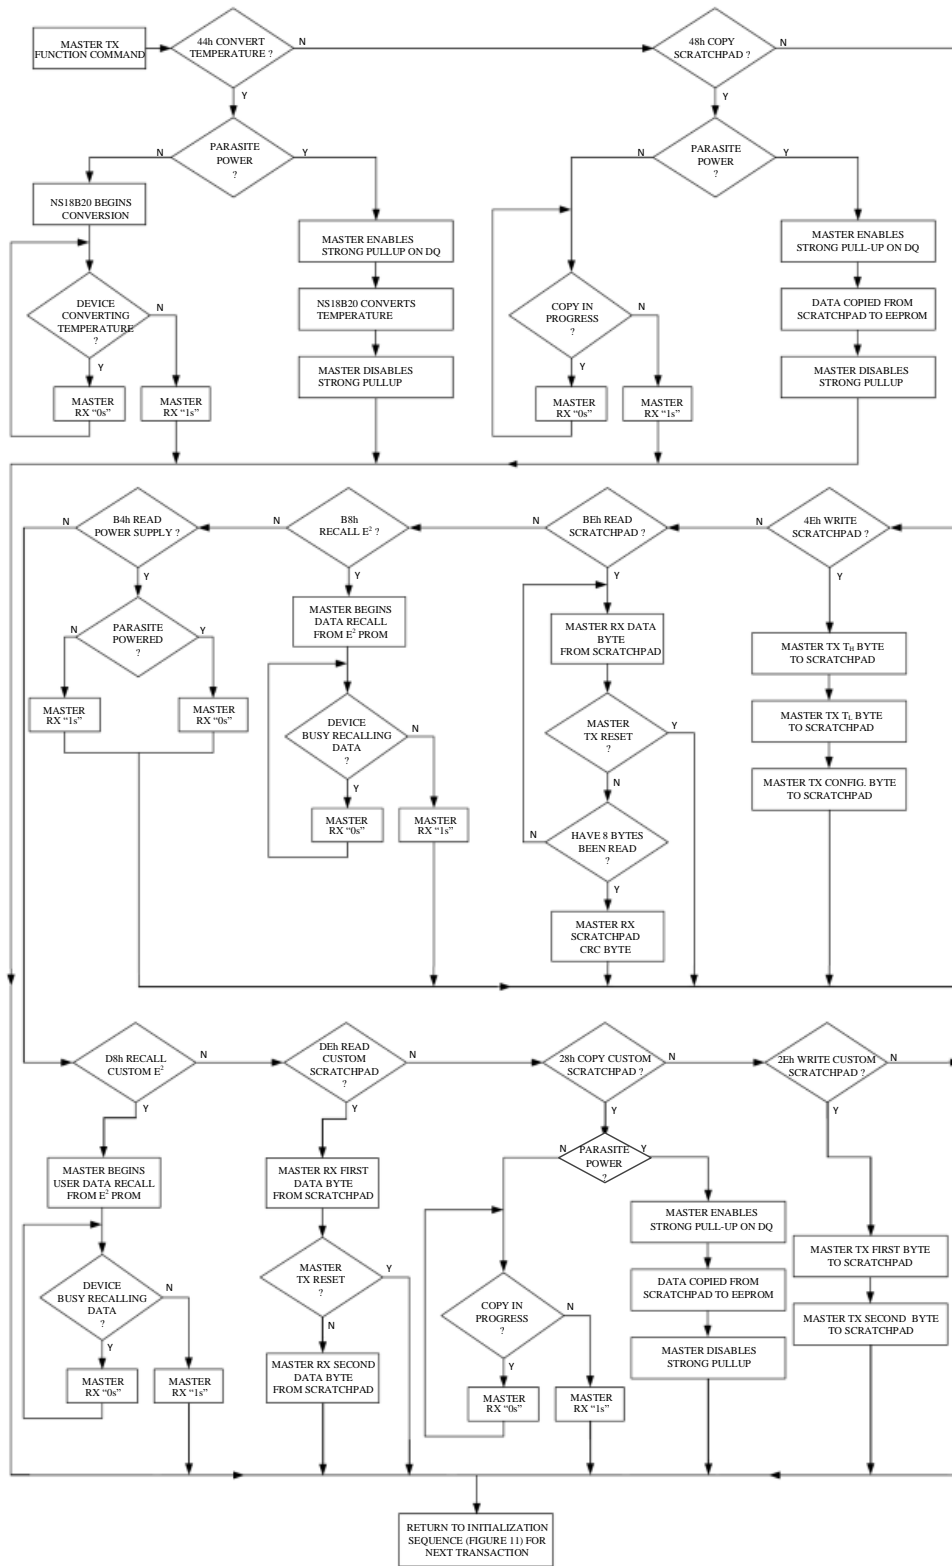 MASTER TX
FUNCTION COMMAND
44h CONVERT
TEMPERATURE ?
N
48h COPY
SCRATCHPAD ?
N
Y
Y
PARASITE
POWER
?
N
Y
PARASITE
POWER
?
N
Y
NS18B20 BEGINS
CONVERSION
MASTER ENABLES
STRONG PULLUP ON DQ
MASTER ENABLES
STRONG PULL-UP ON DQ
DEVICE
CONVERTING
TEMPERATURE
?
N
Y
NS18B20 CONVERTS
TEMPERATURE
COPY IN
PROGRESS
?
N
Y
DATA COPIED FROM
SCRATCHPAD TO EEPROM
MASTER
RX “0s”
MASTER
RX “1s”
MASTER DISABLES
STRONG PULLUP
MASTER
RX “0s”
MASTER
RX “1s”
MASTER DISABLES
STRONG PULLUP
N
B4h READ
POWER SUPPLY ?
Y
N
B8h
RECALL E² ?
Y
N
BEh READ
SCRATCHPAD ?
Y
N
4Eh WRITE
SCRATCHPAD ?
Y
PARASITE
POWERED
?
N
Y
MASTER
RX “1s”
MASTER
RX “0s”
MASTER BEGINS
DATA RECALL
FROM E² PROM
DEVICE
BUSY RECALLING
DATA
?
N
Y
MASTER
RX “0s”
MASTER
RX “1s”
MASTER RX DATA
BYTE
FROM SCRATCHPAD
MASTER
TX RESET
?
Y
N
HAVE 8 BYTES
BEEN READ
?
N
Y
MASTER RX
SCRATCHPAD
CRC BYTE
MASTER TX TH BYTE
TO SCRATCHPAD
MASTER TX TL BYTE
TO SCRATCHPAD
MASTER TX CONFIG. BYTE
TO SCRATCHPAD
D8h RECALL
CUSTOM E²
N
Y
DEh READ
CUSTOM
SCRATCHPAD
?
N
Y
28h COPY CUSTOM
SCRATCHPAD ?
N
Y
2Eh WRITE CUSTOM
SCRATCHPAD ?
N
Y
MASTER BEGINS
USER DATA RECALL
FROM E² PROM
DEVICE
BUSY RECALLING
DATA
?
N
Y
MASTER
RX “0s”
MASTER
RX “1s”
MASTER RX FIRST
DATA BYTE
FROM SCRATCHPAD
MASTER
TX RESET
?
Y
N
MASTER RX SECOND
DATA BYTE
FROM SCRATCHPAD
N
PARASITE
POWER
?
Y
COPY IN
PROGRESS
?
N
Y
MASTER
RX “0s”
MASTER
RX “1s”
MASTER ENABLES
STRONG PULL-UP ON DQ
DATA COPIED FROM
SCRATCHPAD TO EEPROM
MASTER DISABLES
STRONG PULLUP
MASTER TX FIRST BYTE
TO SCRATCHPAD
MASTER TX SECOND BYTE
TO SCRATCHPAD
RETURN TO INITIALIZATION
SEQUENCE (FIGURE 11) FOR
NEXT TRANSACTION